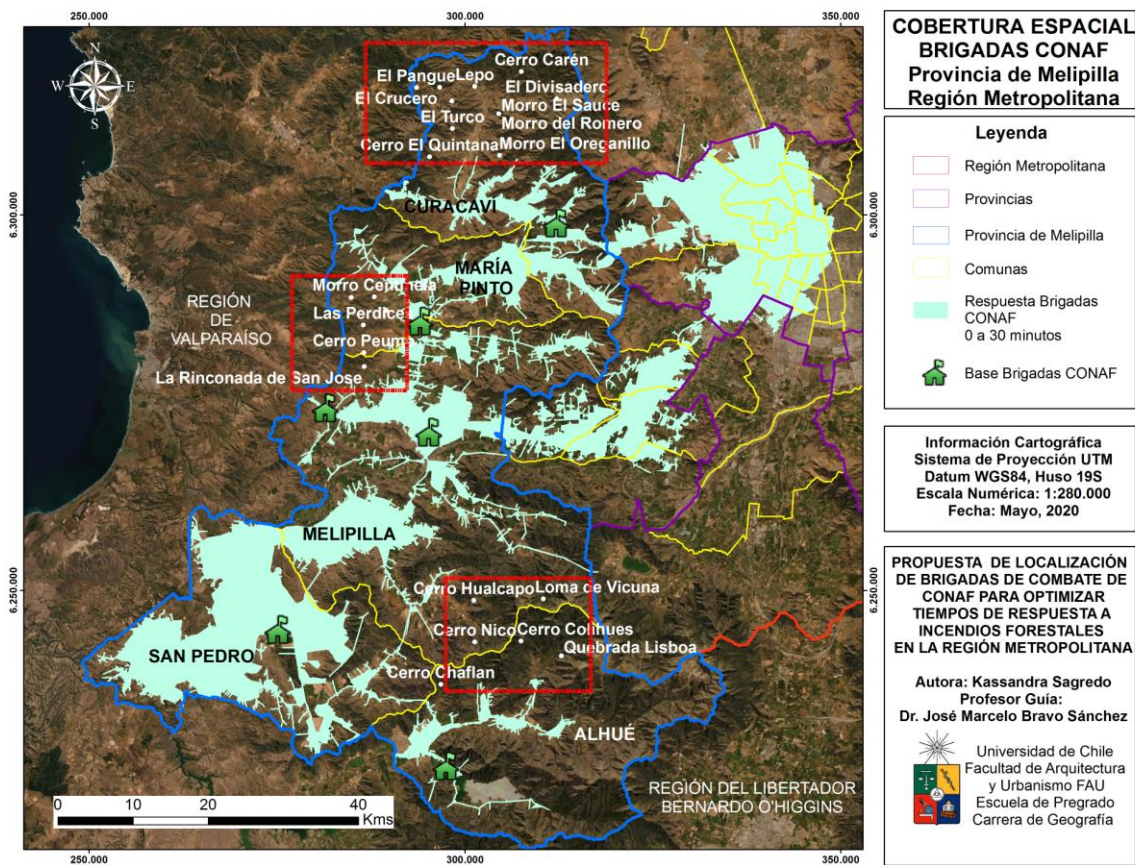 250.000
300.000
350.000
N
W
E
S
Cerro Carén
El Pangue
Lepo
El Divisadero
El Crucero
Morro El Sauce
El Turco
Morro del Romero
Cerro El Quintana
Morro El Oreganillo
6.300.000
6.300.000
CURACAVÍ
MARÍA
PINTO
REGIÓN
DE
VALPARAÍSO
Morro Centinela
Las Perdice
Cerro Peum
La Rinconada de San Jose
MELIPILLA
6.250.000
6.250.000
Cerro Hualcapo
Loma de Vicuna
Cerro Nico
Cerro Colihues
Quebrada Lisboa
SAN PEDRO
Cerro Chaflan
ALHUÉ
REGIÓN DEL LIBERTADOR
BERNARDO O'HIGGINS
0
10
20
40
Kms
250.000
300.000
350.000
COBERTURA ESPACIAL
BRIGADAS CONAF
Provincia de Melipilla
Región Metropolitana
Leyenda
Región Metropolitana
Provincias
Provincia de Melipilla
Comunas
Respuesta Brigadas
CONAF
0 a 30 minutos
Base Brigadas CONAF
Información Cartográfica
Sistema de Proyección UTM
Datum WGS84, Huso 19S
Escala Numérica: 1:280.000
Fecha: Mayo, 2020
PROPUESTA DE LOCALIZACIÓN
DE BRIGADAS DE COMBATE DE
CONAF PARA OPTIMIZAR
TIEMPOS DE RESPUESTA A
INCENDIOS FORESTALES
EN LA REGIÓN METROPOLITANA
Autora: Kassandra Sagredo
Profesor Guía:
Dr. José Marcelo Bravo Sánchez
Universidad de Chile
Facultad de Arquitectura
y Urbanismo FAU
Escuela de Pregrado
Carrera de Geografía